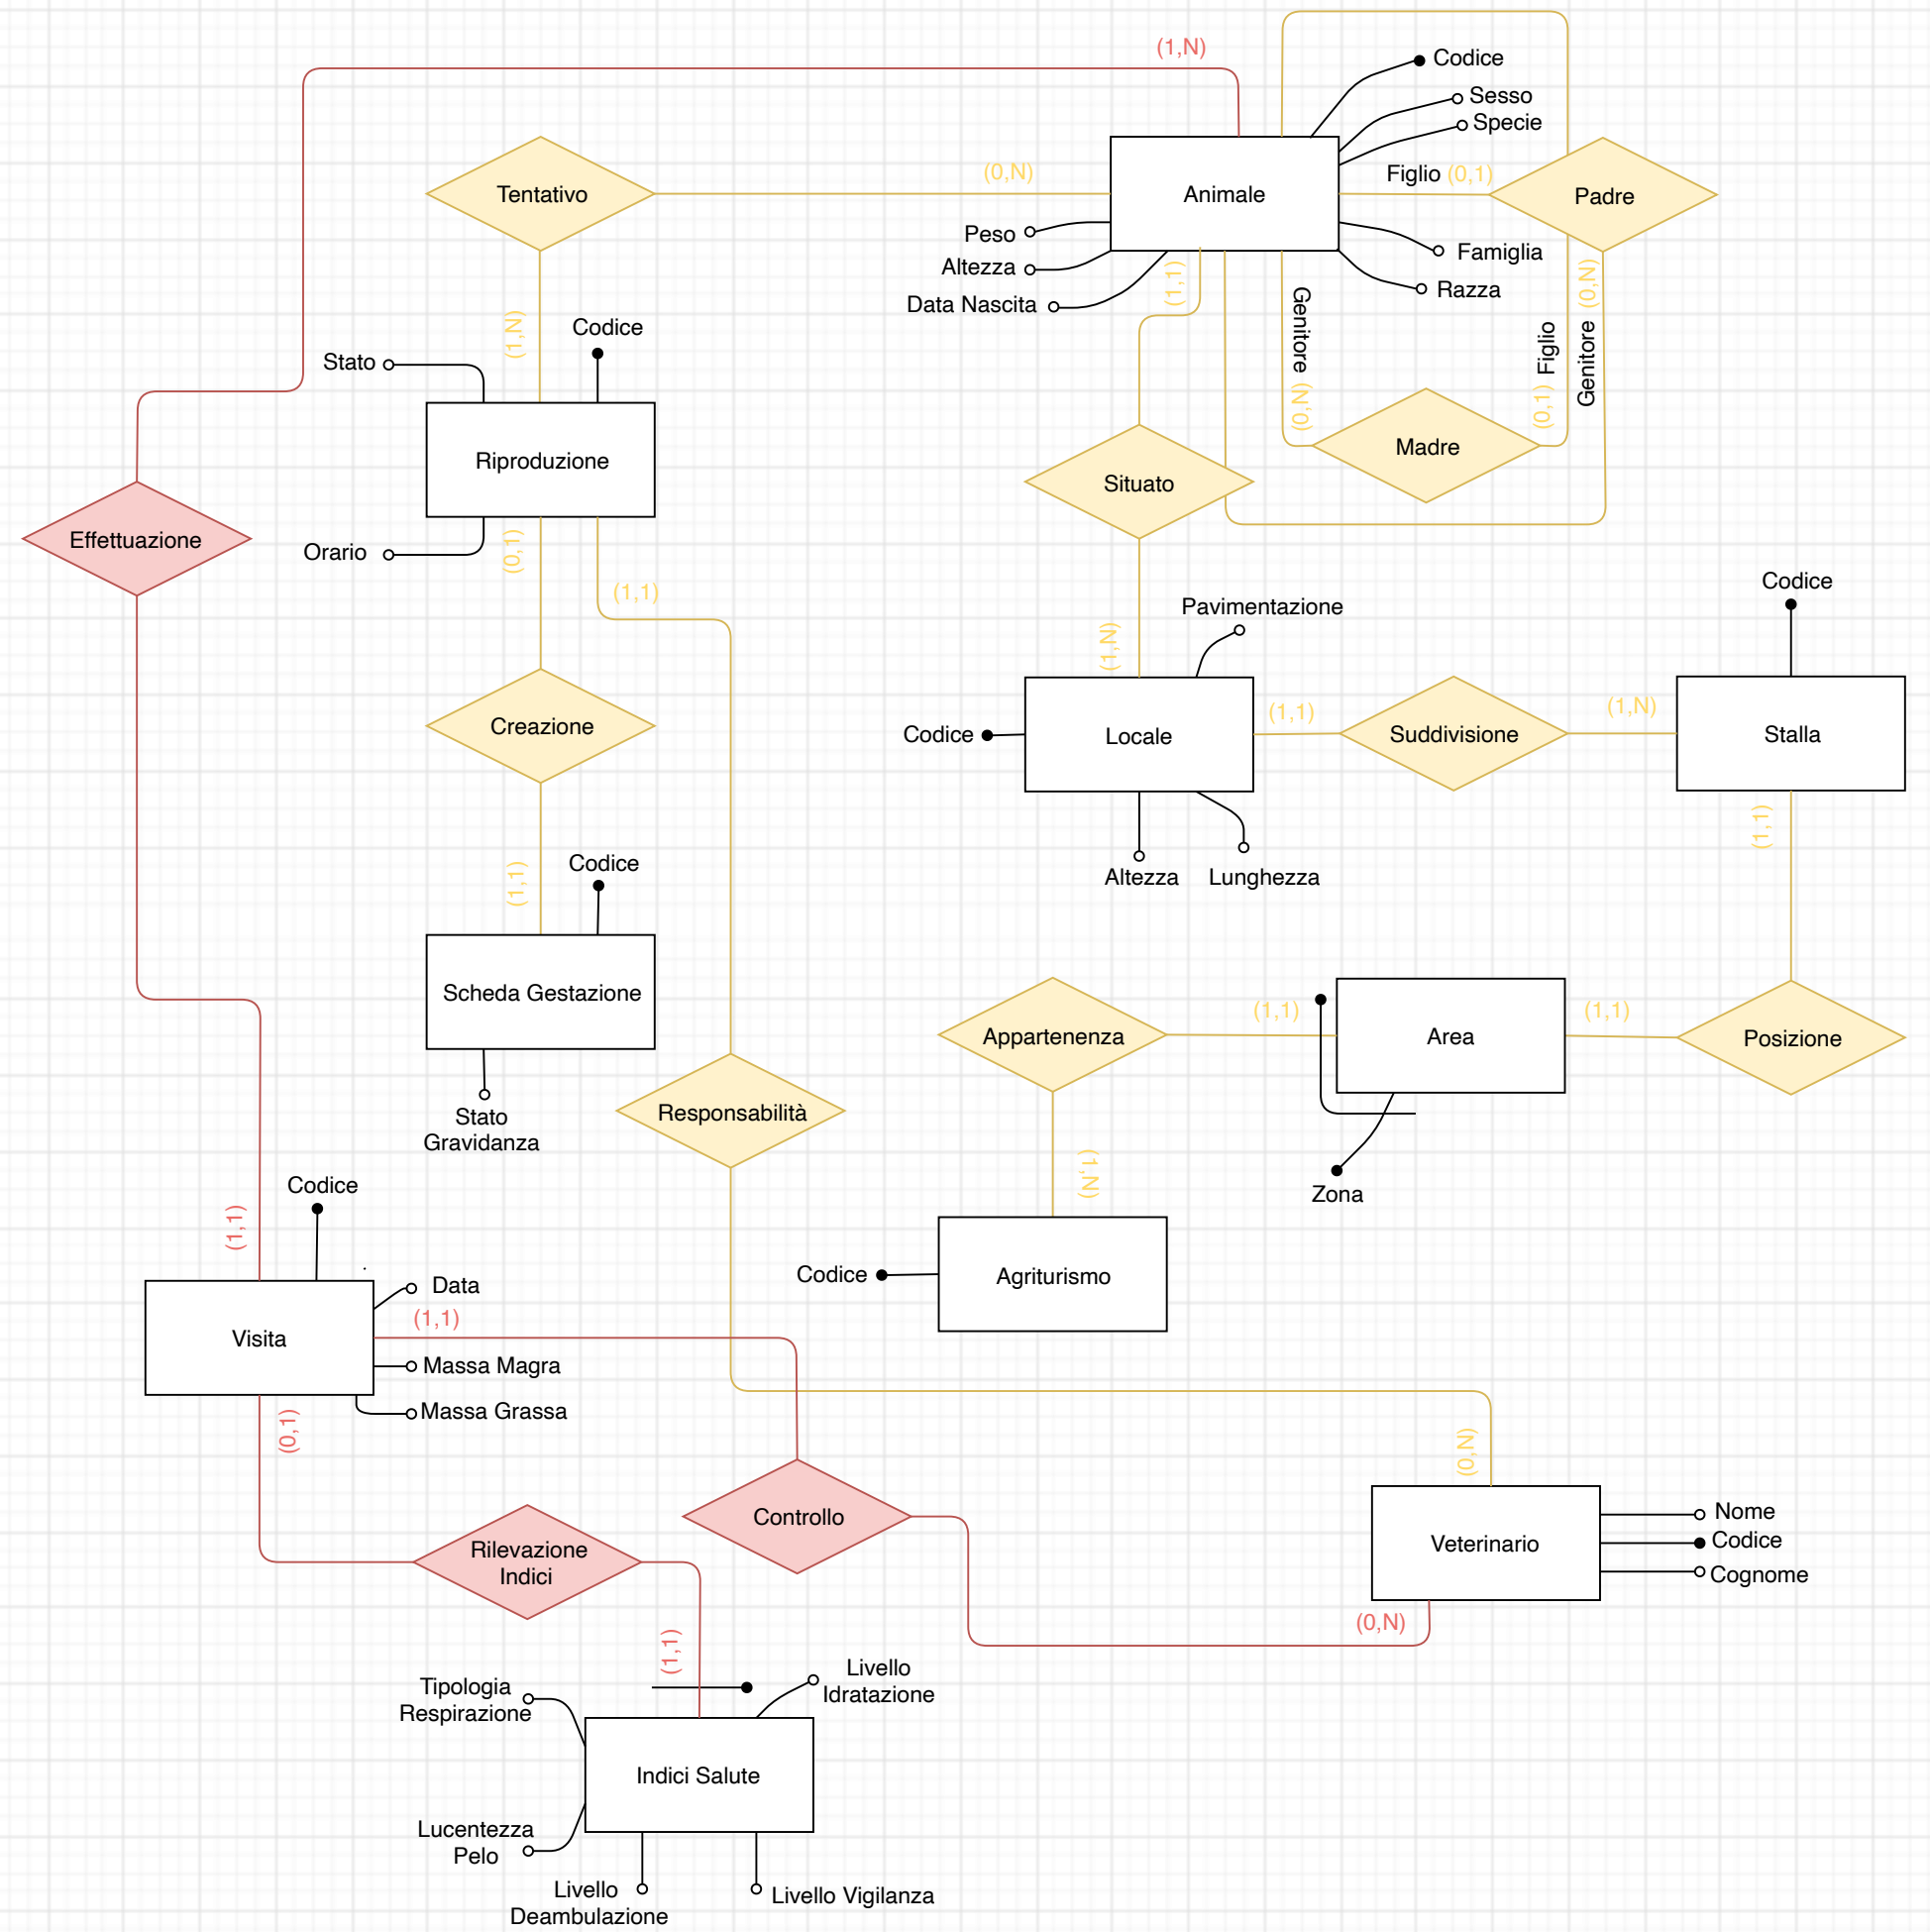 (1,N)
Codice
Sesso
Specie
Tentativo
(0,N)
Animale
Figlio (0,1)
Padre
Peso
Altezza
Data Nascita
(1,1)
Famiglia
Razza
Genitore (0,N)
Figlio (0,1)
Genitore (0,N)
(1,N)
Codice
Stato
Riproduzione
Madre
Situato
Effettuazione
Orario
(0,1)
(1,1)
Pavimentazione
Codice
(1,N)
Codice
Locale
(1,1)
Suddivisione
(1,N)
Stalla
Creazione
(1,1)
Altezza
Lunghezza
(1,1)
Codice
Scheda Gestazione
Appartenenza
(1,1)
Area
(1,1)
Posizione
Stato
Gravidanza
Responsabilità
(1,N)
Zona
Codice
(1,1)
Codice
Agriturismo
Data
(1,1)
Visita
Massa Magra
Massa Grassa
(0,1)
(0,N)
Rilevazione
Indici
Controllo
Veterinario
Nome
Codice
Cognome
(0,N)
(1,1)
Tipologia
Respirazione
Livello
Idratazione
Indici Salute
Lucentezza
Pelo
Livello
Deambulazione
Livello Vigilanza